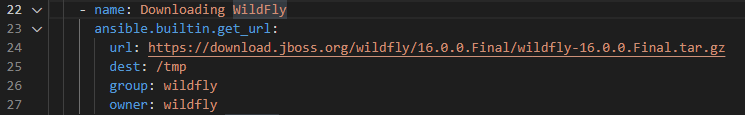 22 - name: Downloading WildFly
23 ansible.builtin.get_url:
24 url: https://download.jboss.org/wildfly/16.0.0.Final/wildfly-16.0.0.Final.tar.gz
25 dest: /tmp
26 group: wildfly
27 owner: wildfly